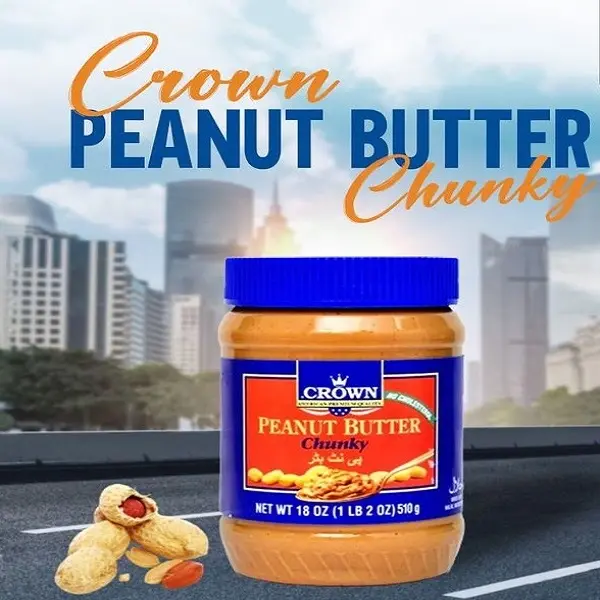 Crown
PEANUT BUTTER
Chunky
CROWN
AMERICAN PREMIUM QUALITY
NO CHOLESTEROL
PEANUT BUTTER
Chunky
پی نٹ بٹر
NET WT 18 OZ (1 LB 2 OZ) 510g
حلال